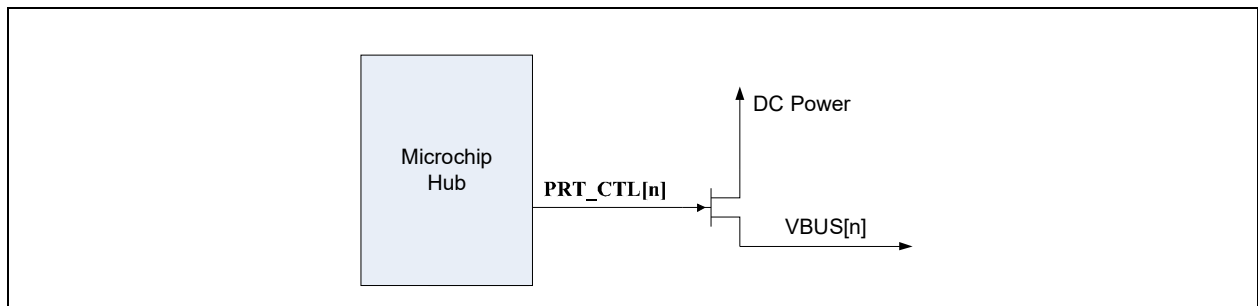 DC Power
Microchip
Hub
PRT_CTL[n]
VBUS[n]